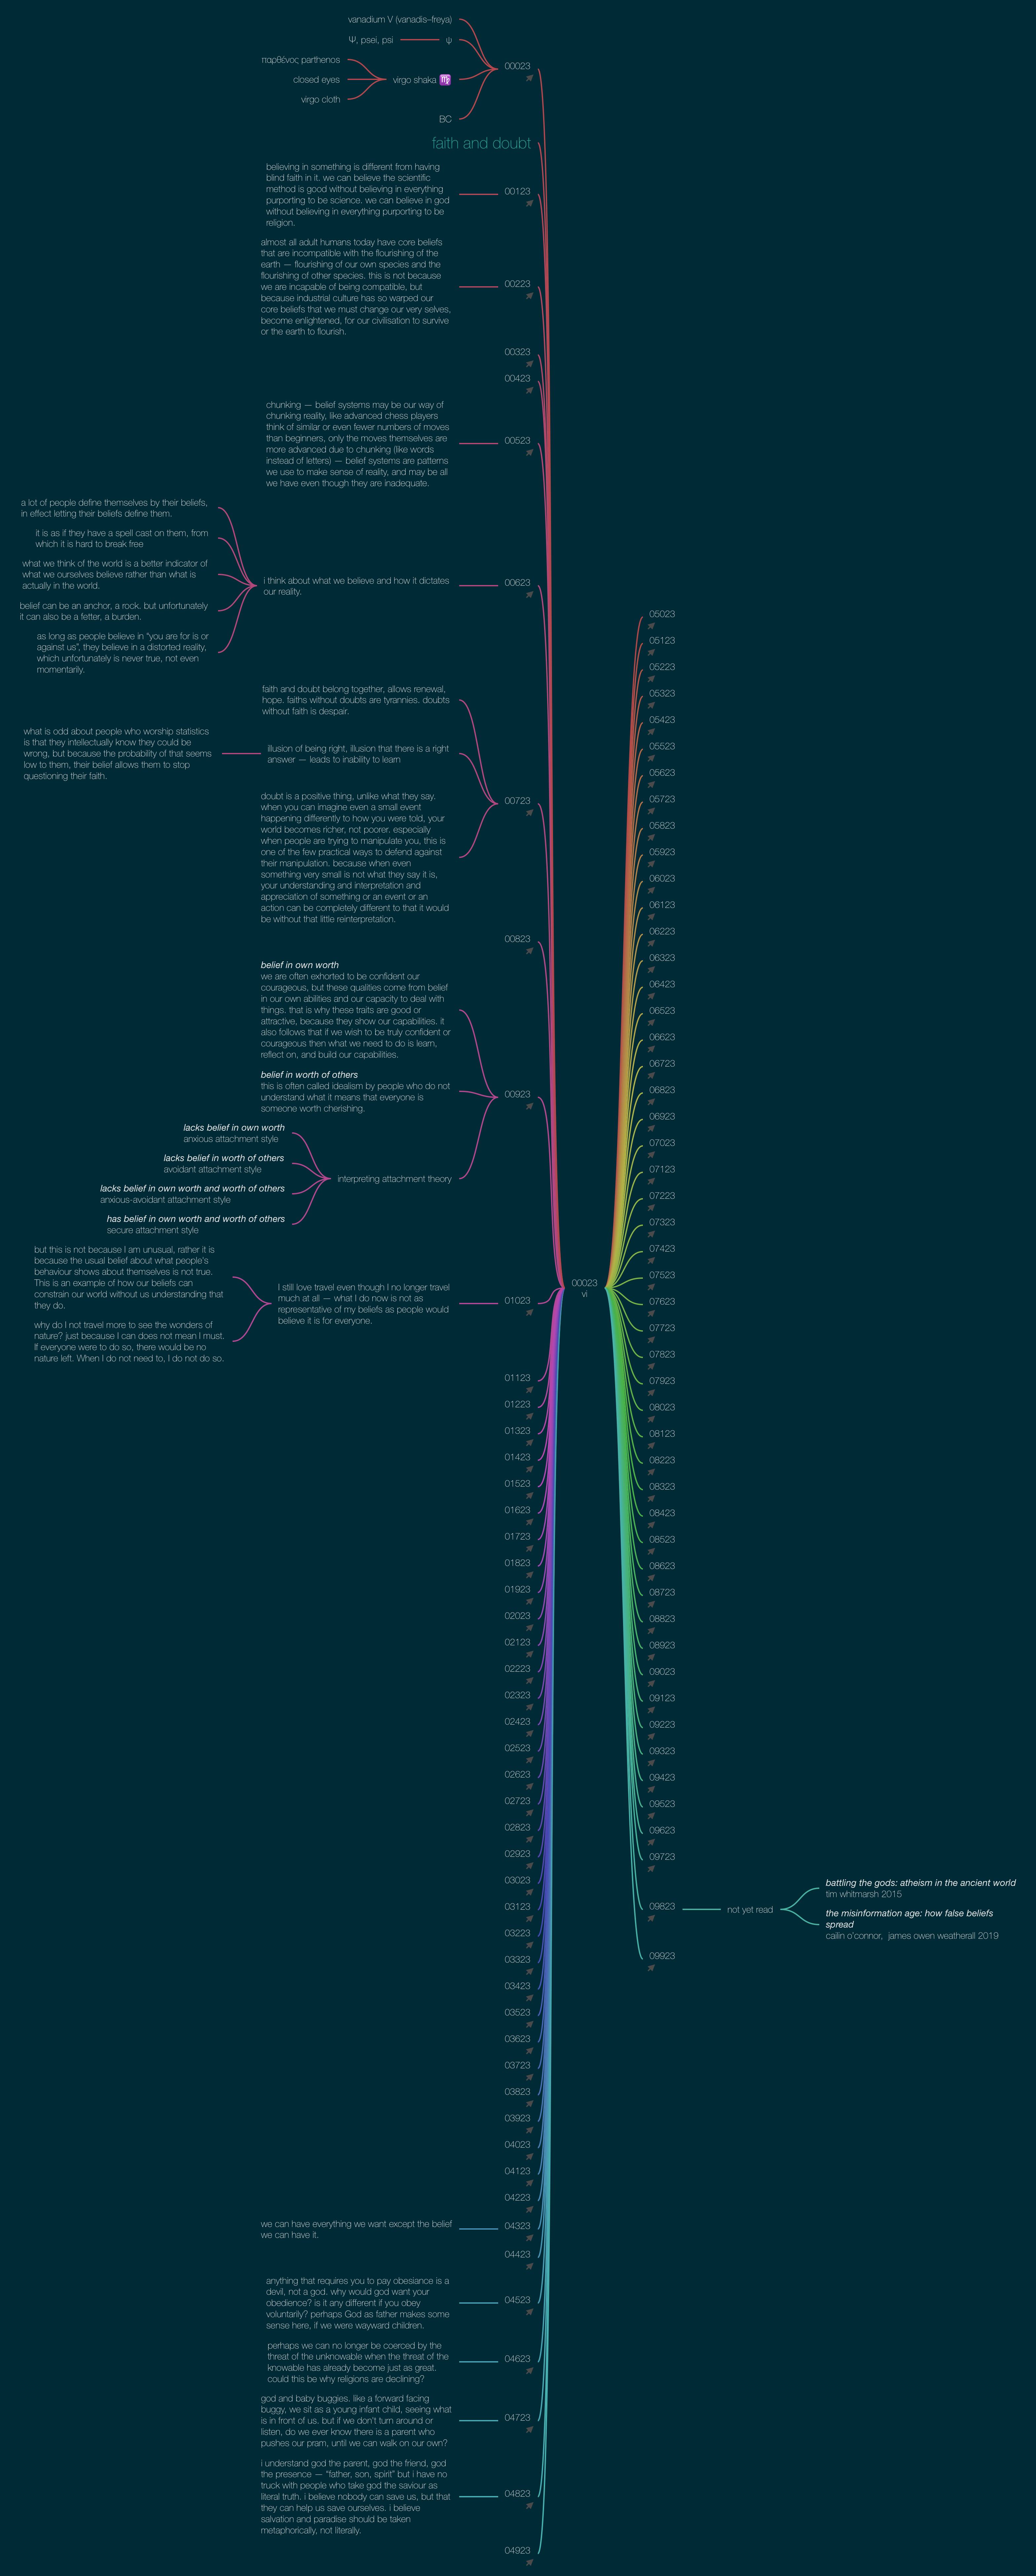 vanadium V (vanadis–freya)
Ψ, psei, psi
ψ
παρθένος parthenos
closed eyes
virgo cloth
virgo shaka ♍
BC
00023
faith and doubt
believing in something is different from having
blind faith in it. we can believe the scientific
method is good without believing in everything
purporting to be science. we can believe in god
without believing in everything purporting to be
religion.
00123
almost all adult humans today have core beliefs
that are incompatible with the flourishing of the
earth — flourishing of our own species and the
flourishing of other species. this is not because
we are incapable of being compatible, but
because industrial culture has so warped our
core beliefs that we must change our very selves,
become enlightened, for our civilisation to survive
or the earth to flourish.
00223
00323
00423
chunking — belief systems may be our way of
chunking reality, like advanced chess players
think of similar or even fewer numbers of moves
than beginners, only the moves themselves are
more advanced due to chunking (like words
instead of letters) — belief systems are patterns
we use to make sense of reality, and may be all
we have even though they are inadequate.
00523
a lot of people define themselves by their beliefs,
in effect letting their beliefs define them.
it is as if they have a spell cast on them, from
which it is hard to break free
what we think of the world is a better indicator of
what we ourselves believe rather than what is
actually in the world.
belief can be an anchor, a rock. but unfortunately
it can also be a fetter, a burden.
as long as people believe in “you are for is or
against us”, they believe in a distorted reality,
which unfortunately is never true, not even
momentarily.
i think about what we believe and how it dictates
our reality.
00623
faith and doubt belong together, allows renewal,
hope. faiths without doubts are tyrannies. doubts
without faith is despair.
what is odd about people who worship statistics
is that they intellectually know they could be
wrong, but because the probability of that seems
low to them, their belief allows them to stop
questioning their faith.
illusion of being right, illusion that there is a right
answer — leads to inability to learn
doubt is a positive thing, unlike what they say.
when you can imagine even a small event
happening differently to how you were told, your
world becomes richer, not poorer. especially
when people are trying to manipulate you, this is
one of the few practical ways to defend against
their manipulation. because when even
something very small is not what they say it is,
your understanding and interpretation and
appreciation of something or an event or an
action can be completely different to that it would
be without that little reinterpretation.
00723
00823
belief in own worth
we are often exhorted to be confident our
courageous, but these qualities come from belief
in our own abilities and our capacity to deal with
things. that is why these traits are good or
attractive, because they show our capabilities. it
also follows that if we wish to be truly confident or
courageous then what we need to do is learn,
reflect on, and build our capabilities.
belief in worth of others
this is often called idealism by people who do not
understand what it means that everyone is
someone worth cherishing.
00923
lacks belief in own worth
anxious attachment style
lacks belief in worth of others
avoidant attachment style
lacks belief in own worth and worth of others
anxious-avoidant attachment style
has belief in own worth and worth of others
secure attachment style
interpreting attachment theory
but this is not because I am unusual, rather it is
because the usual belief about what people's
behaviour shows about themselves is not true.
This is an example of how our beliefs can
constrain our world without us understanding that
they do.
why do I not travel more to see the wonders of
nature? just because I can does not mean I must.
If everyone were to do so, there would be no
nature left. When I do not need to, I do not do so.
I still love travel even though I no longer travel
much at all — what I do now is not as
representative of my beliefs as people would
believe it is for everyone.
01023
01123
01223
01323
01423
01523
01623
01723
01823
01923
02023
02123
02223
02323
02423
02523
02623
02723
02823
02923
03023
03123
03223
03323
03423
03523
03623
03723
03823
03923
04023
04123
04223
we can have everything we want except the belief
we can have it.
04323
04423
anything that requires you to pay obesiance is a
devil, not a god. why would god want your
obedience? is it any different if you obey
voluntarily? perhaps God as father makes some
sense here, if we were wayward children.
04523
perhaps we can no longer be coerced by the
threat of the unknowable when the threat of the
knowable has already become just as great.
could this be why religions are declining?
04623
god and baby buggies. like a forward facing
buggy, we sit as a young infant child, seeing what
is in front of us. but if we don't turn around or
listen, do we ever know there is a parent who
pushes our pram, until we can walk on our own?
04723
i understand god the parent, god the friend, god
the presence — “father, son, spirit” but i have no
truck with people who take god the saviour as
literal truth. i believe nobody can save us, but that
they can help us save ourselves. i believe
salvation and paradise should be taken
metaphorically, not literally.
04823
04923
00023
vi
05023
05123
05223
05323
05423
05523
05623
05723
05823
05923
06023
06123
06223
06323
06423
06523
06623
06723
06823
06923
07023
07123
07223
07323
07423
07523
07623
07723
07823
07923
08023
08123
08223
08323
08423
08523
08623
08723
08823
08923
09023
09123
09223
09323
09423
09523
09623
09723
09823
not yet read
battling the gods: atheism in the ancient world
tim whitmarsh 2015
the misinformation age: how false beliefs
spread
cailin o'connor, james owen weatherall 2019
09923